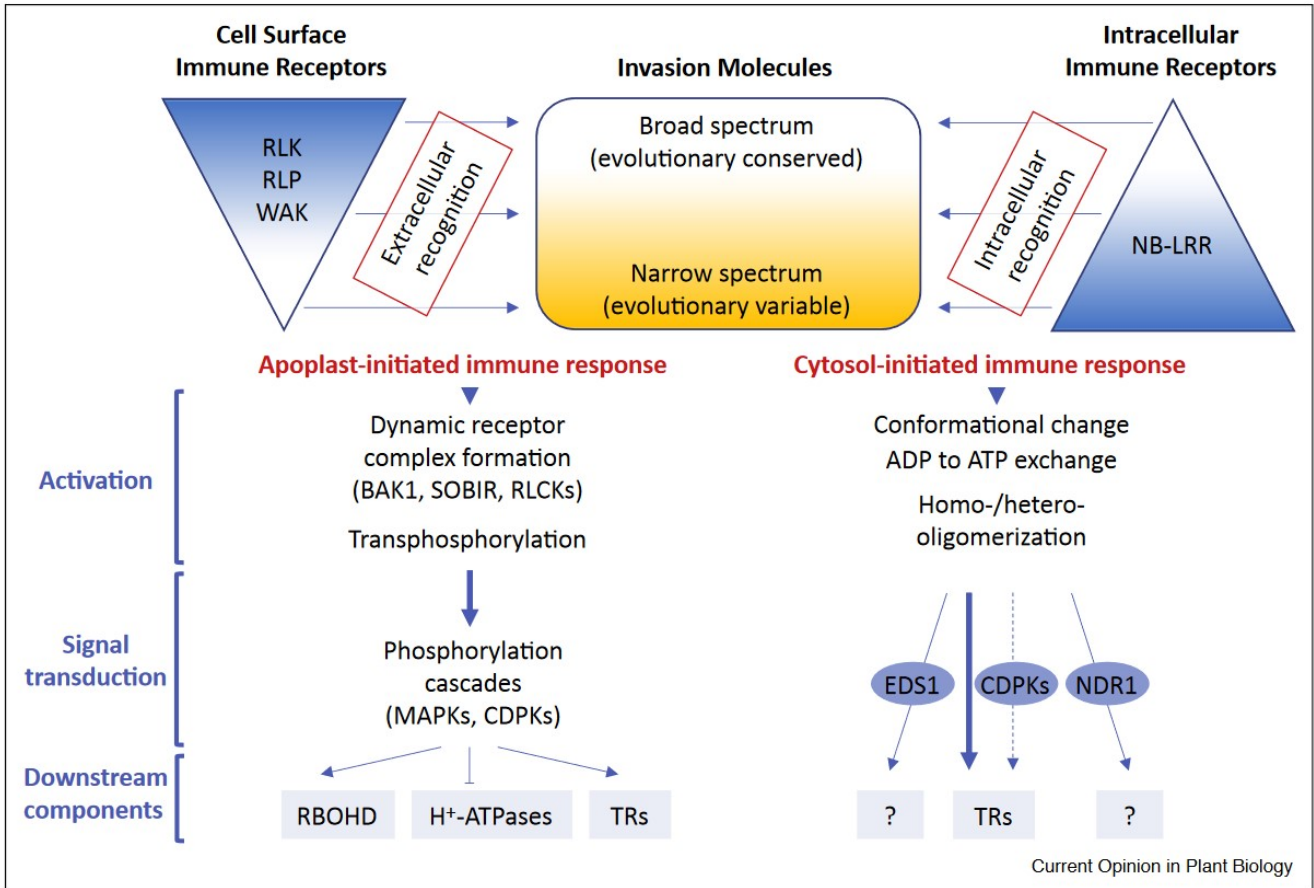 Cell Surface
Immune Receptors
Invasion Molecules
Intracellular
Immune Receptors
RLK
RLP
WAK
Extracellular
recognition
Broad spectrum
(evolutionary conserved)
Narrow spectrum
(evolutionary variable)
Intracellular
recognition
NB-LRR
Apoplast-initiated immune response
Cytosol-initiated immune response
Activation
Dynamic receptor
complex formation
(BAK1, SOBIR, RLCKs)
Transphosphorylation
Conformational change
ADP to ATP exchange
Homo-/hetero-
oligomerization
Signal
transduction
Phosphorylation
cascades
(MAPKs, CDPKs)
EDS1
CDPKs
NDR1
Downstream
components
RBOHD
H⁺-ATPases
TRs
?
TRs
?
Current Opinion in Plant Biology